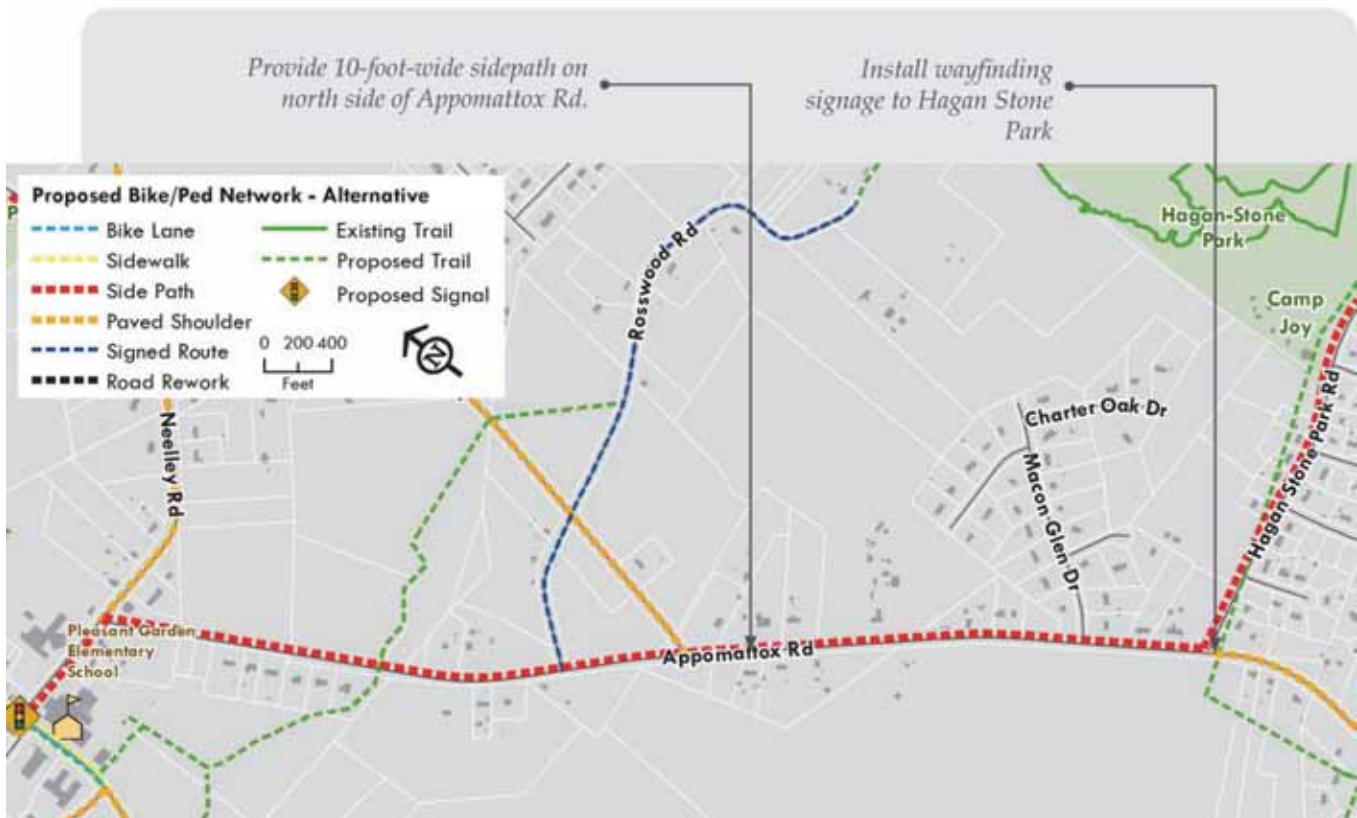 Provide 10-foot-wide sidepath on
north side of Appomattox Rd.
Install wayfinding
signage to Hagan Stone
Park
Proposed Bike/Ped Network - Alternative
Bike Lane
Sidewalk
Side Path
Paved Shoulder
Signed Route
Road Rework
Existing Trail
Proposed Trail
Proposed Signal
0 200 400
Feet
N
P
Neelley Rd
Rosswood Rd
Hagan-Stone
Park
Camp
Joy
Hagan Stone Park Rd
Charter Oak Dr
Macon Glen Dr
Pleasant Garden
Elementary
School
Appomattox Rd